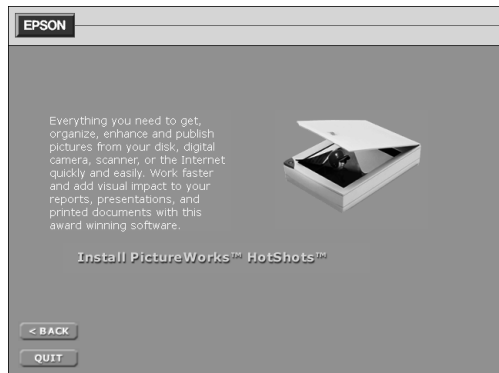 EPSON
Everything you need to get,
organize, enhance and publish
pictures from your disk, digital
camera, scanner, or the Internet
quickly and easily. Work faster
and add visual impact to your
reports, presentations, and
printed documents with this
award winning software.
Install PictureWorks™ HotShots™
< BACK
QUIT